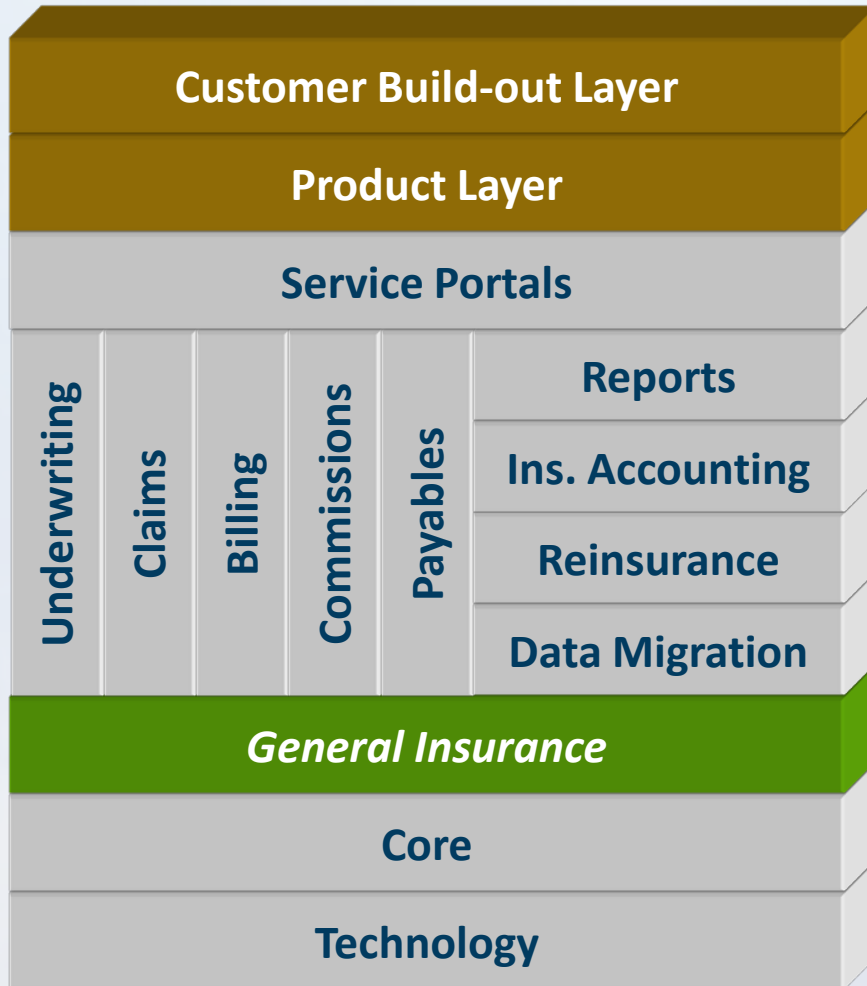 Customer Build-out Layer
Product Layer
Service Portals
Underwriting
Claims
Billing
Commissions
Payables
Reports
Ins. Accounting
Reinsurance
Data Migration
General Insurance
Core
Technology